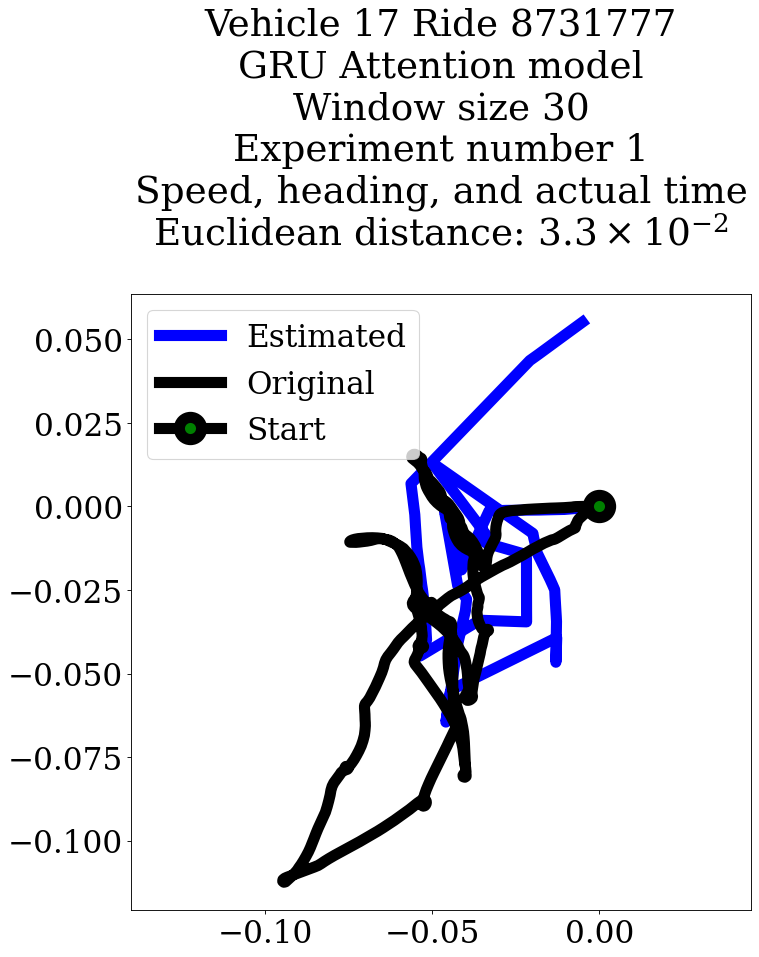 Vehicle 17 Ride 8731777
GRU Attention model
Window size 30
Experiment number 1
Speed, heading, and actual time
Euclidean distance: 3.3 × 10⁻²
Estimated
Original
Start
0.050
0.025
0.000
−0.025
−0.050
−0.075
−0.100
−0.10
−0.05
0.00